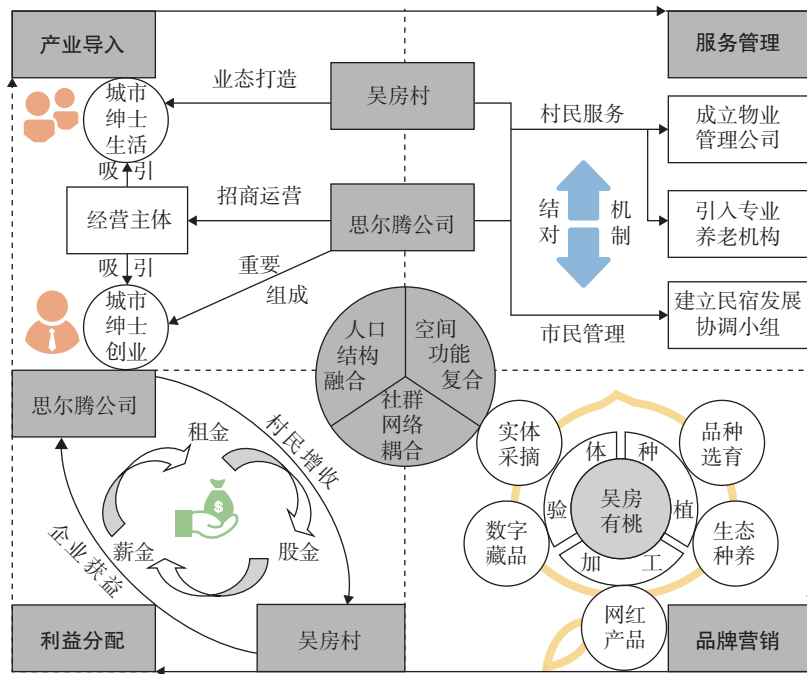 产业导入
服务管理
业态打造
吴房村
城市
绅士
生活
村民服务
成立物业
管理公司
吸引
经营主体
招商运营
思尔腾公司
结对
机制
引入专业
养老机构
吸引
重要
组成
城市
绅士
创业
市民管理
建立民宿发展
协调小组
人口
结构
融合
空间
功能
复合
社群
网络
耦合
思尔腾公司
村民增收
租金
$
薪金
股金
企业获益
利益分配
吴房村
实体
采摘
品种
选育
体验
种植
吴房
有桃
加工
数字
藏品
生态
种养
网红
产品
品牌营销